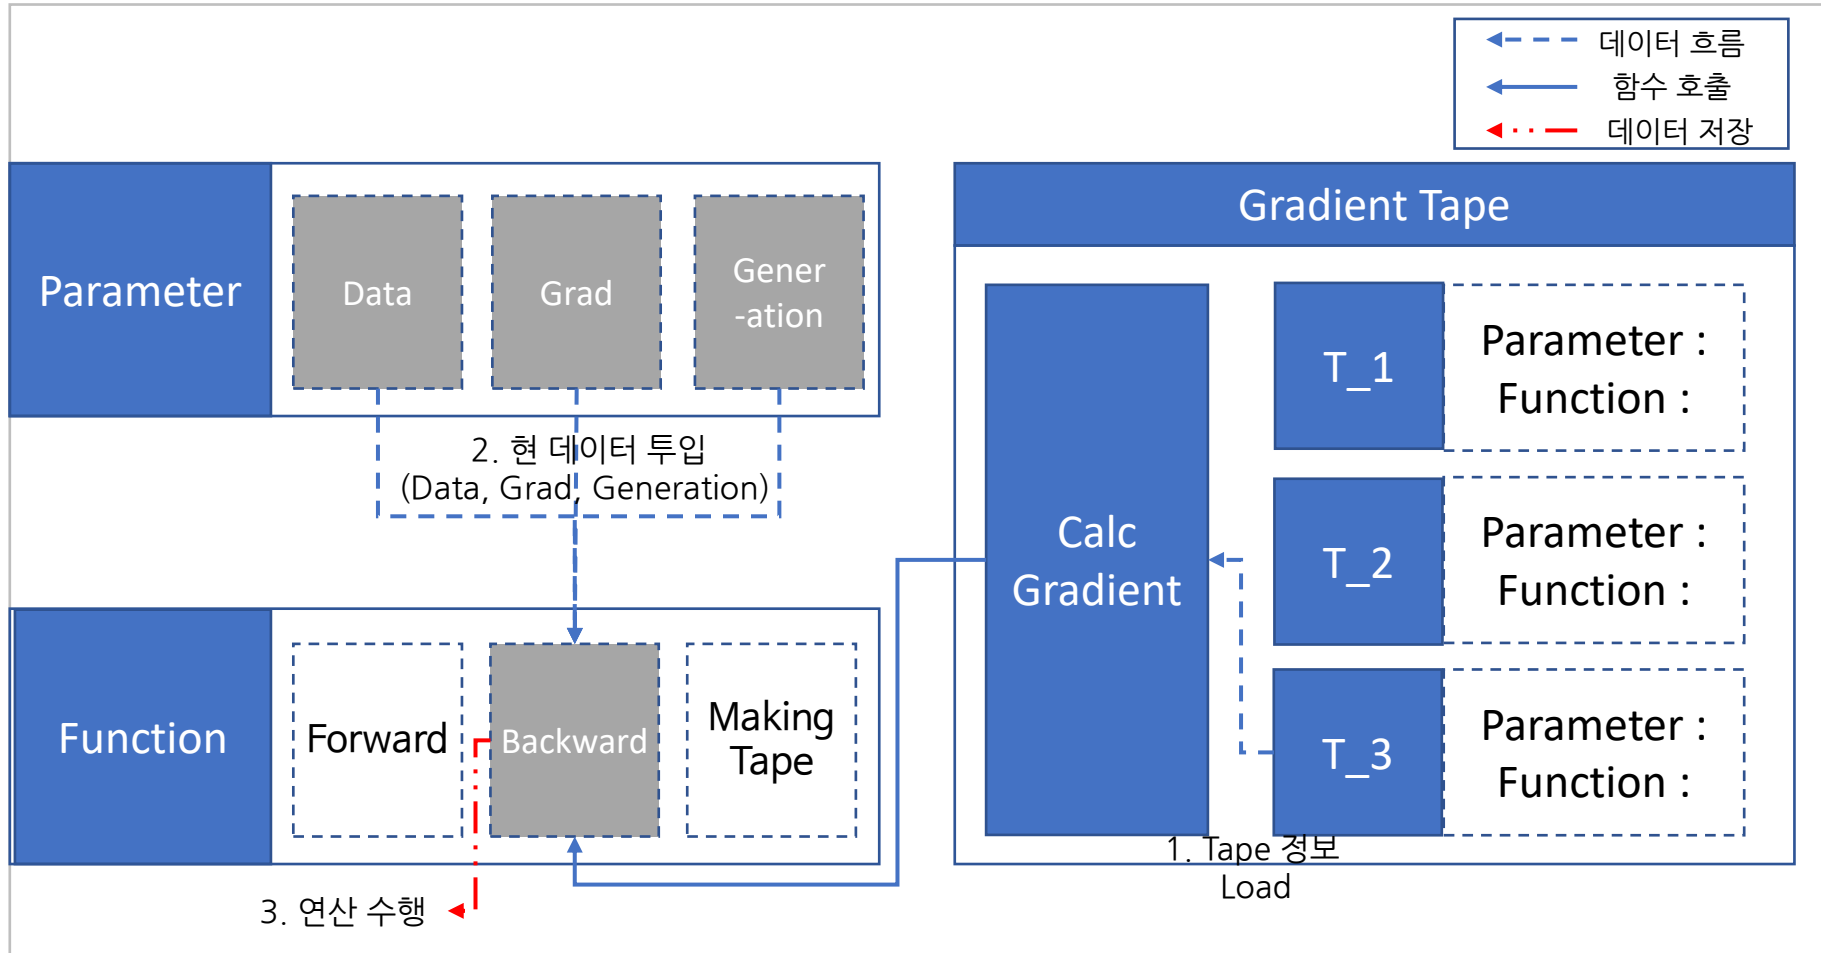 데이터 흐름
함수 호출
데이터 저장
Parameter
Data
Grad
Gener
-ation
2. 현 데이터 투입
(Data, Grad, Generation)
Function
Forward
Backward
Making
Tape
3. 연산 수행
Gradient Tape
Calc
Gradient
T_1
Parameter :
Function :
T_2
Parameter :
Function :
T_3
Parameter :
Function :
1. Tape 정보
Load